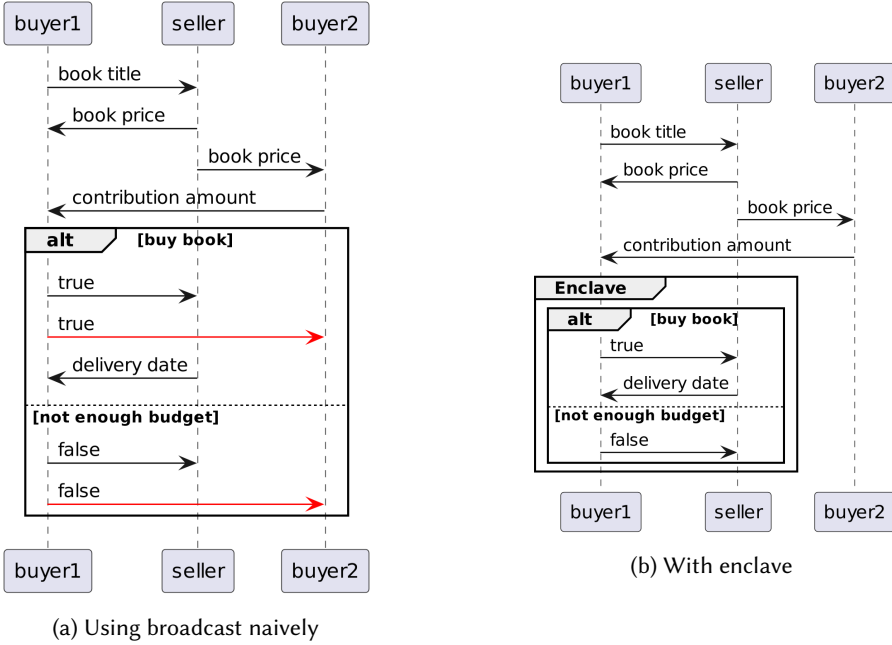 buyer1 seller buyer2
book title
book price
book price
contribution amount
alt [buy book]
true
true
delivery date
[not enough budget]
false
false
buyer1 seller buyer2
(a) Using broadcast naively
buyer1 seller buyer2
book title
book price
book price
contribution amount
Enclave
alt [buy book]
true
delivery date
[not enough budget]
false
buyer1 seller buyer2
(b) With enclave